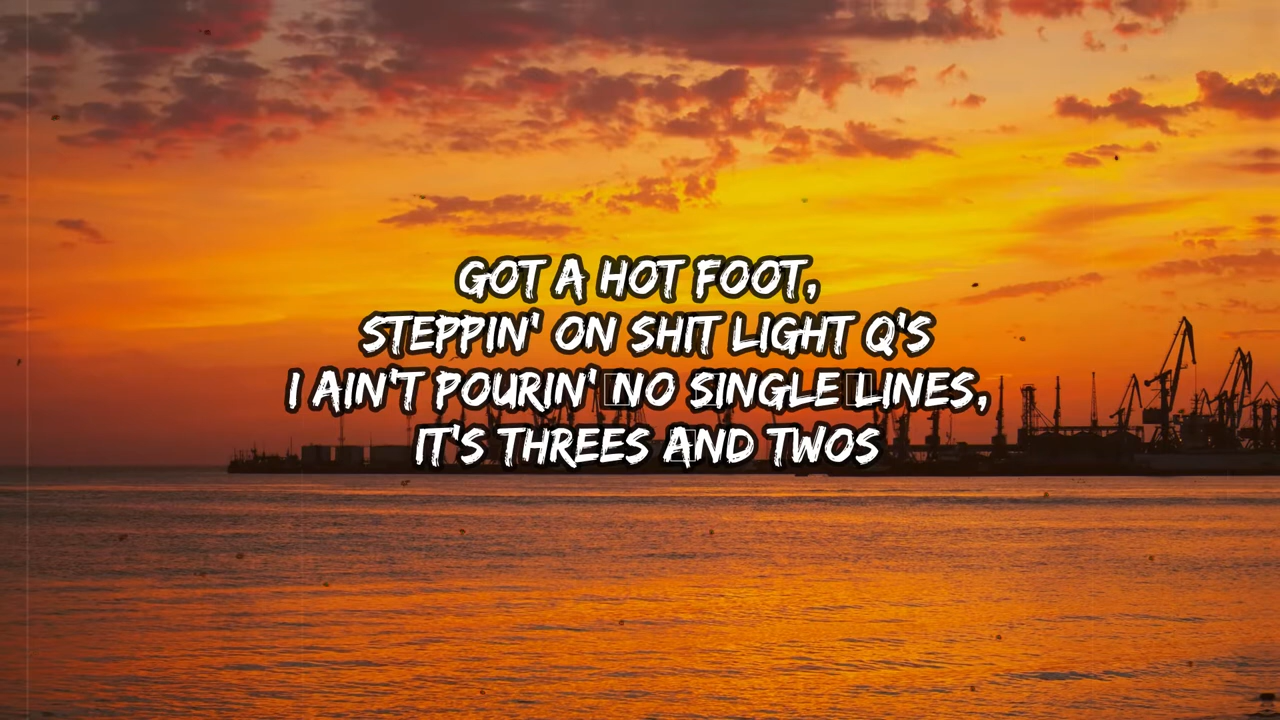 GOT A HOT FOOT,
STEPPIN' ON SHIT LIGHT Q'S
I AIN'T POURIN' NO SINGLE LINES,
IT'S THREES AND TWOS